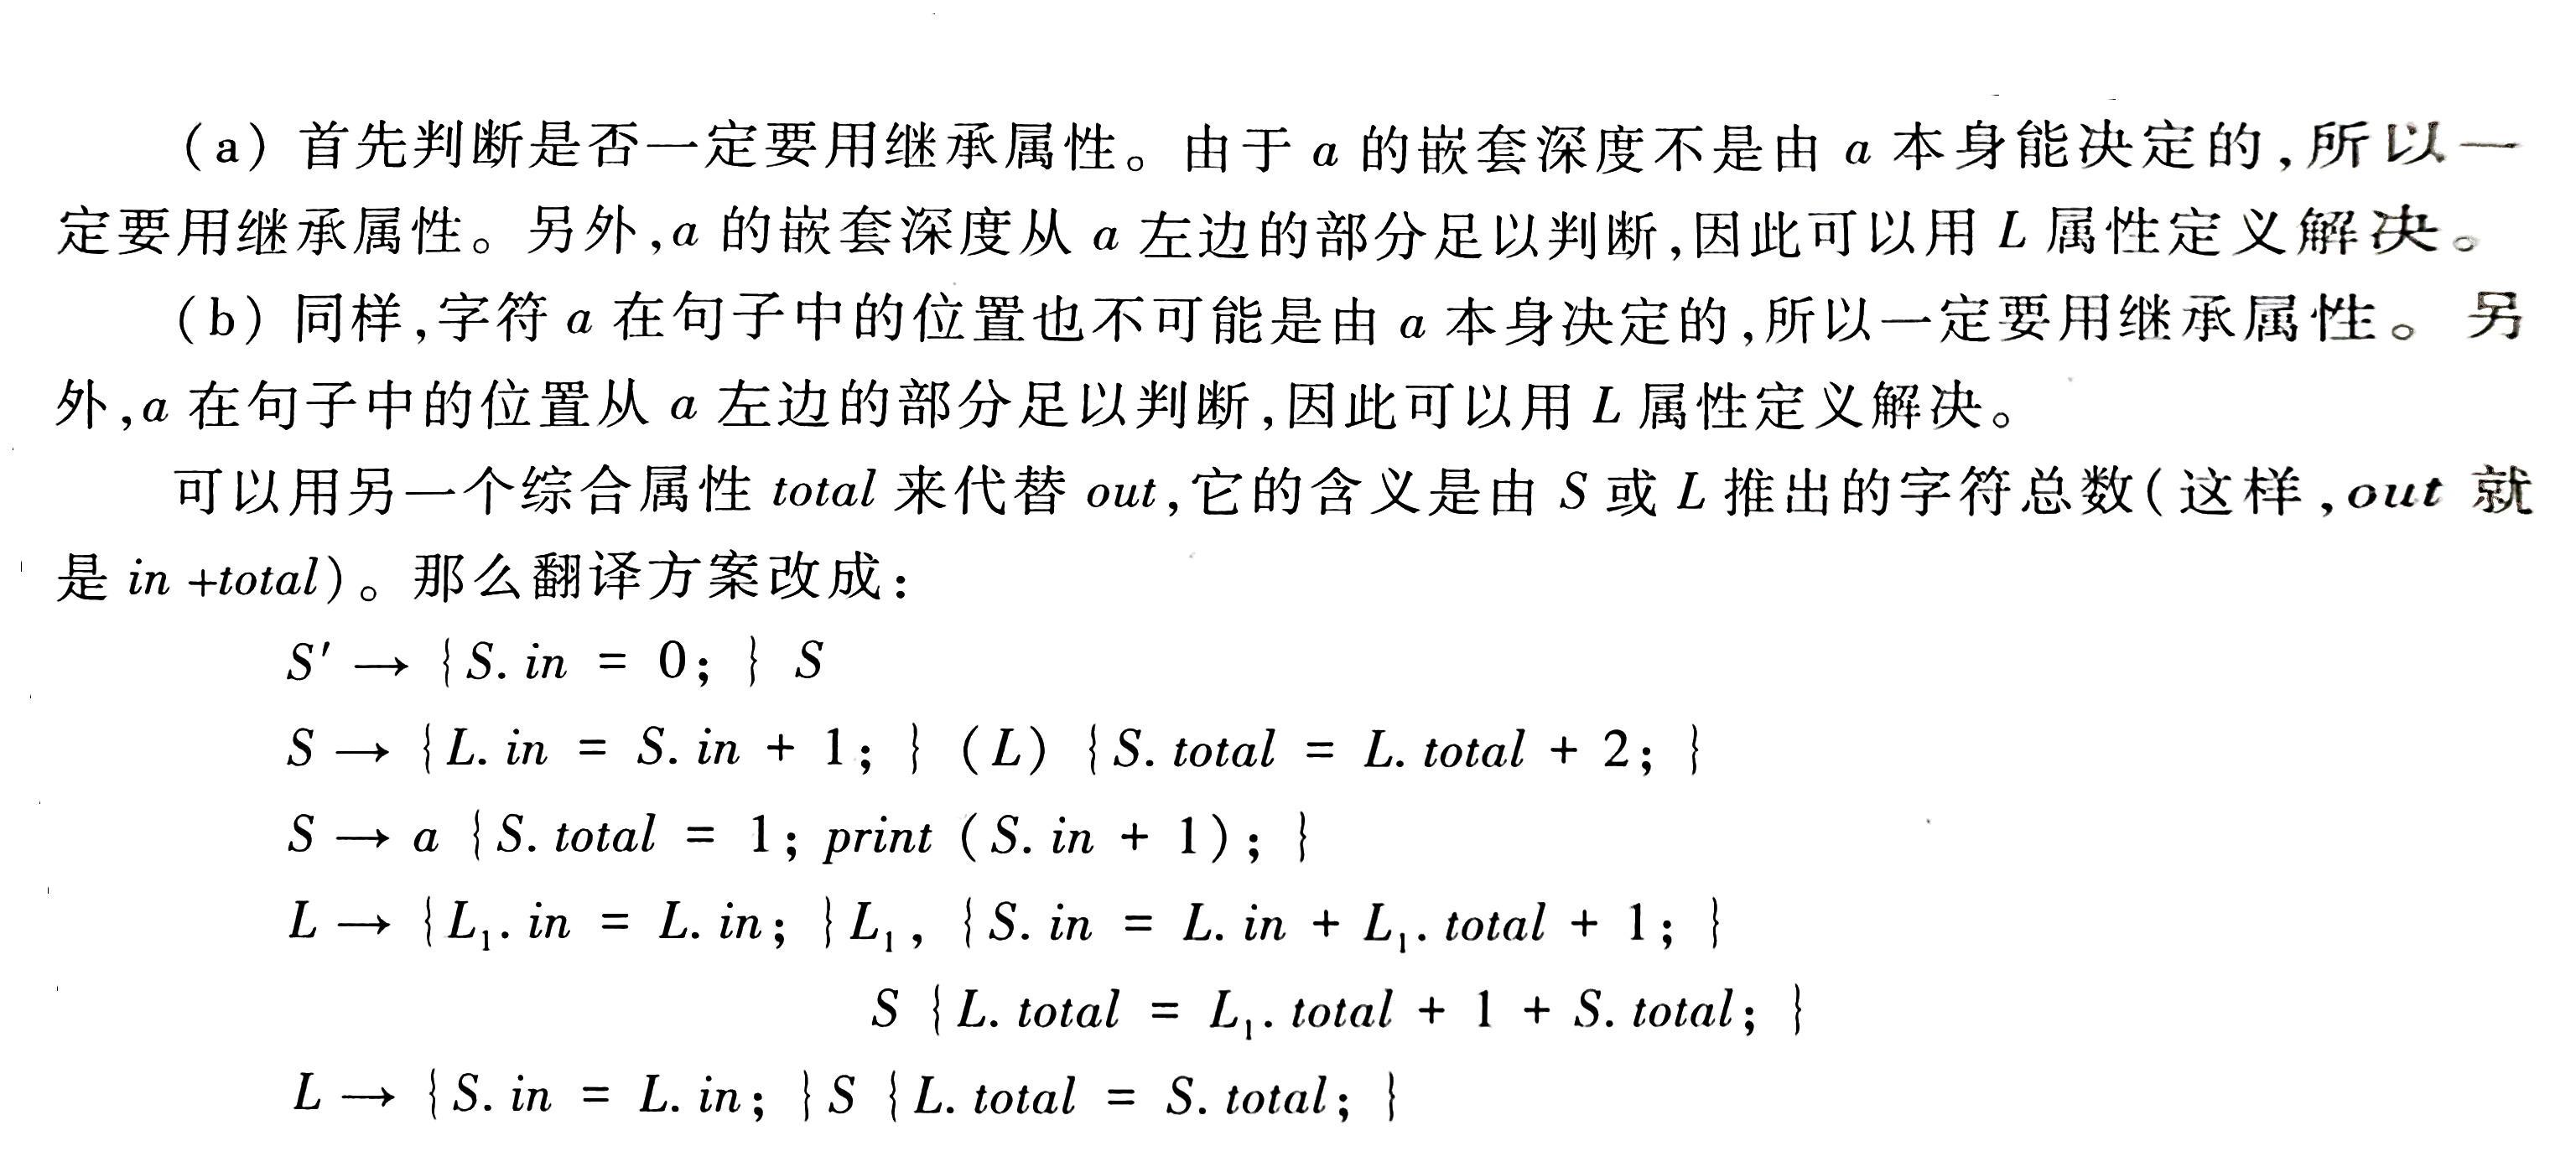 (a) 首先判断是否一定要用继承属性。由于 a 的嵌套深度不是由 a 本身能决定的,所以一
定要用继承属性。另外,a 的嵌套深度从 a 左边的部分足以判断,因此可以用 L 属性定义解决。
(b) 同样,字符 a 在句子中的位置也不可能是由 a 本身决定的,所以一定要用继承属性。另
外,a 在句子中的位置从 a 左边的部分足以判断,因此可以用 L 属性定义解决。
可以用另一个综合属性 total 来代替 out,它的含义是由 S 或 L 推出的字符总数(这样,out 就
是 in +total)。那么翻译方案改成:
S′ → {S. in = 0; } S
S → {L. in = S. in + 1; } (L) {S. total = L. total + 2; }
S → a {S. total = 1; print (S. in + 1); }
L → {L₁. in = L. in; }L₁, {S. in = L. in + L₁. total + 1; }
S {L. total = L₁. total + 1 + S. total; }
L → {S. in = L. in; }S {L. total = S. total; }